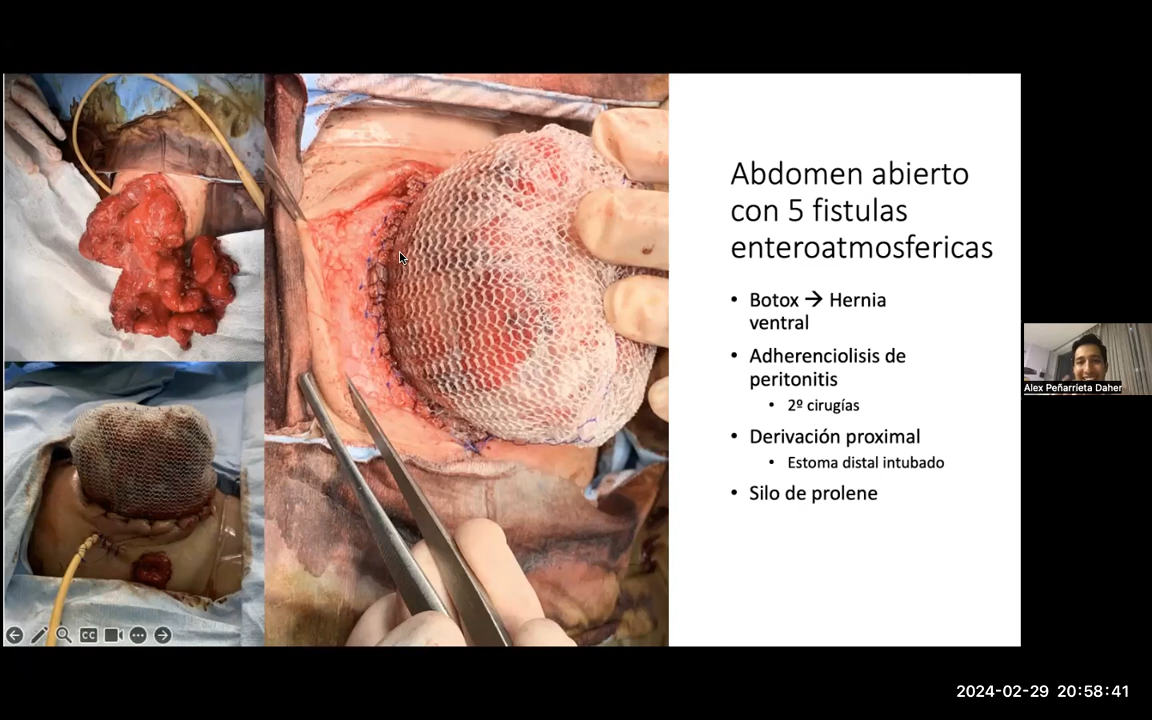 Abdomen abierto
con 5 fistulas
enteroatmosfericas
• Botox → Hernia
ventral
• Adherenciolisis de
peritonitis
• 2º cirugías
• Derivación proximal
• Estoma distal intubado
• Silo de prolene
Alex Peñarrieta Daher
CC
2024-02-29 20:58:41